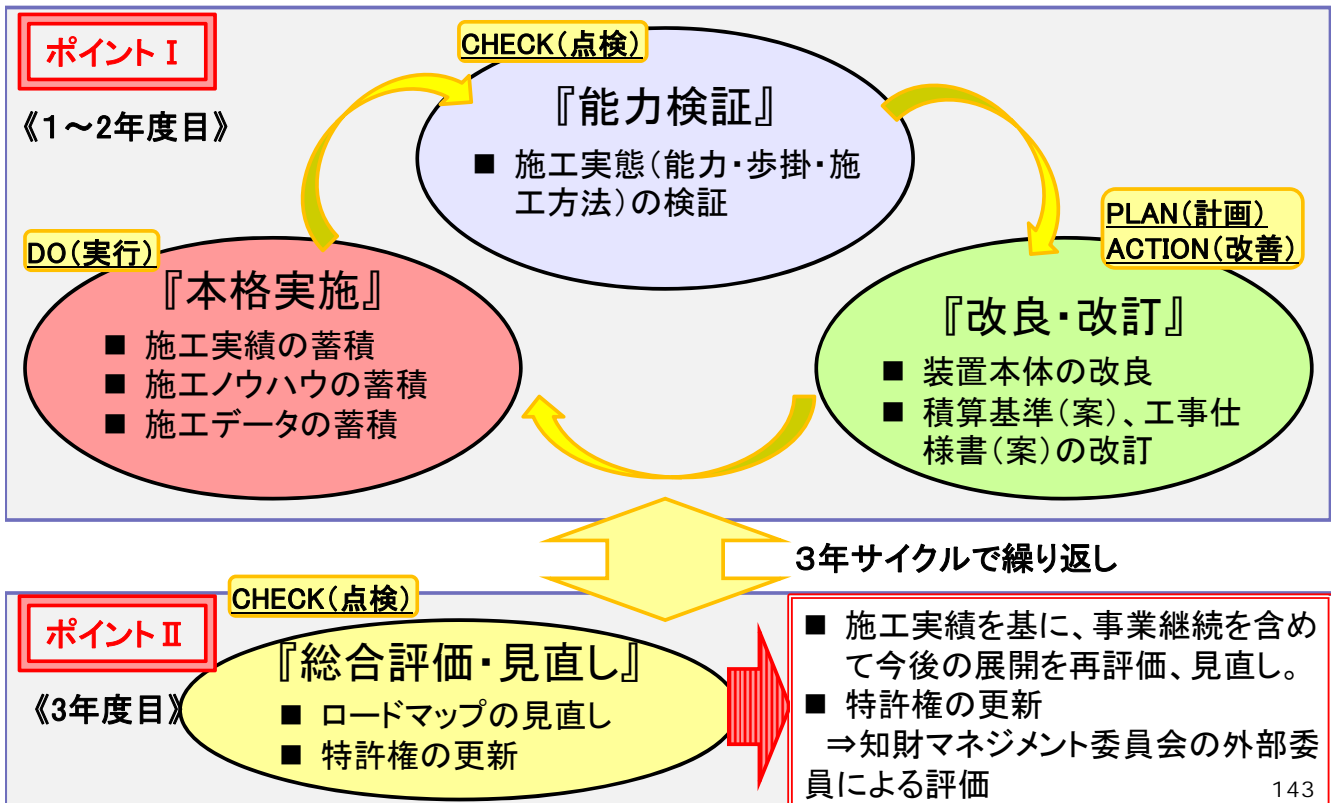 ポイントⅠ
《1～2年度目》
CHECK(点検)
『能力検証』
■ 施工実態(能力・歩掛・施
工方法)の検証
DO(実行)
『本格実施』
■ 施工実績の蓄積
■ 施工ノウハウの蓄積
■ 施工データの蓄積
PLAN(計画)
ACTION(改善)
『改良・改訂』
■ 装置本体の改良
■ 積算基準(案)、工事仕
様書(案)の改訂
3年サイクルで繰り返し
ポイントⅡ
《3年度目》
CHECK(点検)
『総合評価・見直し』
■ ロードマップの見直し
■ 特許権の更新
■ 施工実績を基に、事業継続を含め
て今後の展開を再評価、見直し。
■ 特許権の更新
⇒知財マネジメント委員会の外部委
員による評価
143